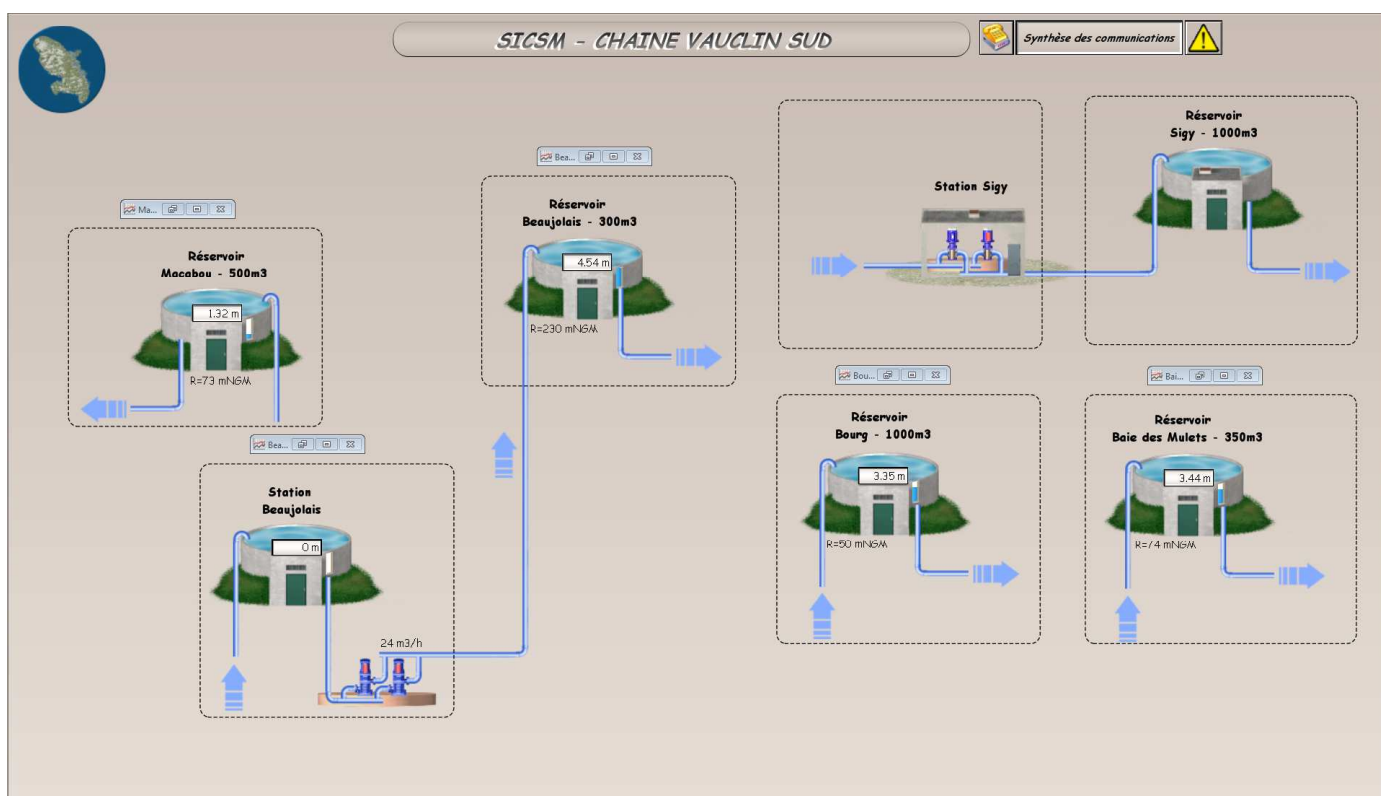 SICSM - CHAINE VAUCLIN SUD
Synthèse des communications
Réservoir
Sigy - 1000m3
Station Sigy
Bea...
Réservoir
Beaujolais - 300m3
4.54 m
R=230 mNGM
Ma...
Réservoir
Macabou - 500m3
1.32 m
R=73 mNGM
Bea...
Station
Beaujolais
0 m
24 m3/h
Bou...
Réservoir
Bourg - 1000m3
3.35 m
R=50 mNGM
Bai...
Réservoir
Baie des Mulets - 350m3
3.44 m
R=74 mNGM